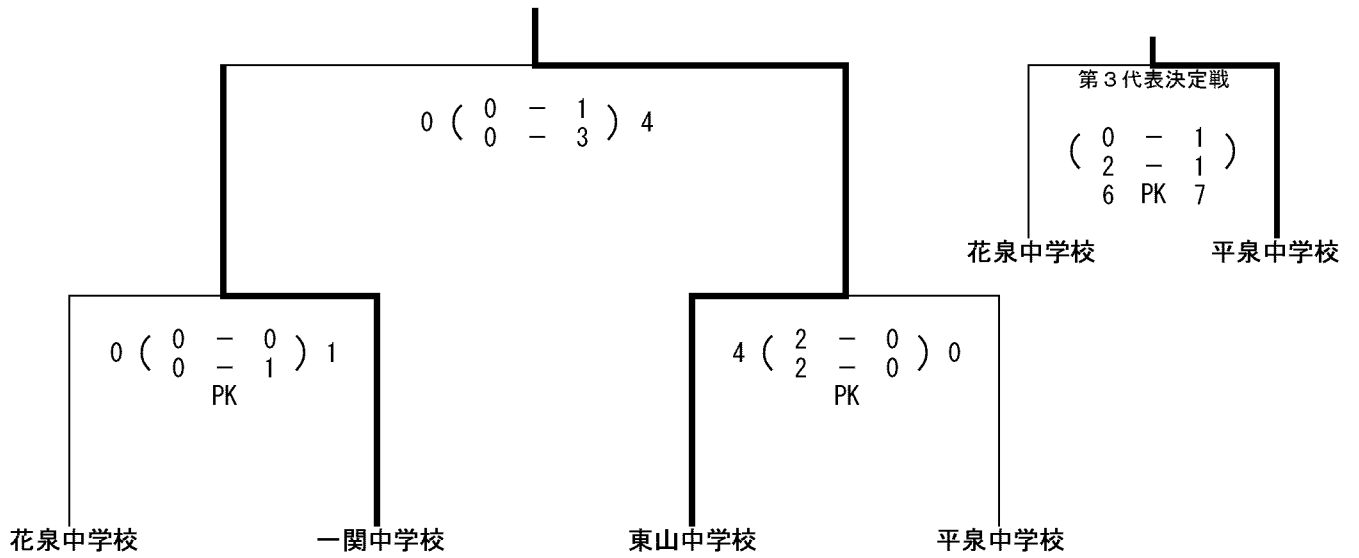 第３代表決定戦
0 ( 0 － 1 ) 4
0 － 3
( 0 － 1 )
2 － 1
6 PK 7
花泉中学校 平泉中学校
0 ( 0 － 0 ) 1
0 － 1
PK
4 ( 2 － 0 ) 0
2 － 0
PK
花泉中学校 一関中学校 東山中学校 平泉中学校